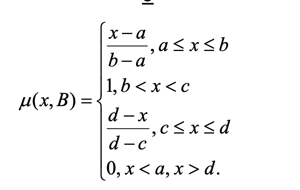 μ(x, B) = { (x − a)/(b − a), a ≤ x ≤ b
1, b < x < c
(d − x)/(d − c), c ≤ x ≤ d
0, x < a, x > d.